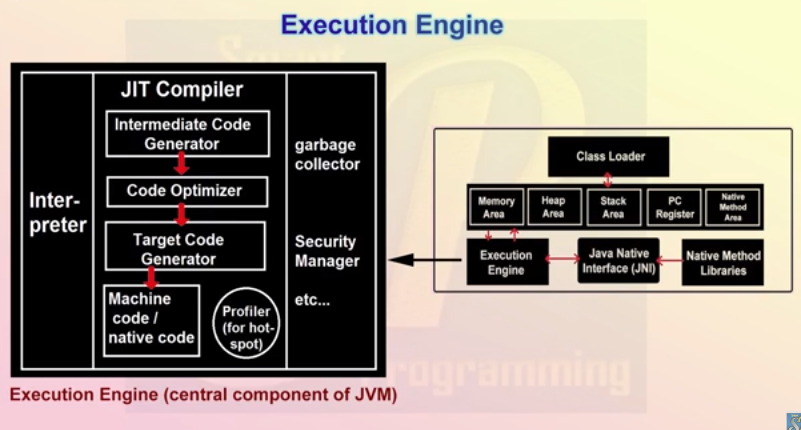 Execution Engine
JIT Compiler
Intermediate Code
Generator
Code Optimizer
Target Code
Generator
Machine
code /
native code
Profiler
(for hot-
spot)
Inter-
preter
garbage
collector
Security
Manager
etc...
Execution Engine (central component of JVM)
Class Loader
Memory
Area
Heap
Area
Stack
Area
PC
Register
Native
Method
Area
Execution
Engine
Java Native
Interface (JNI)
Native Method
Libraries
Programming